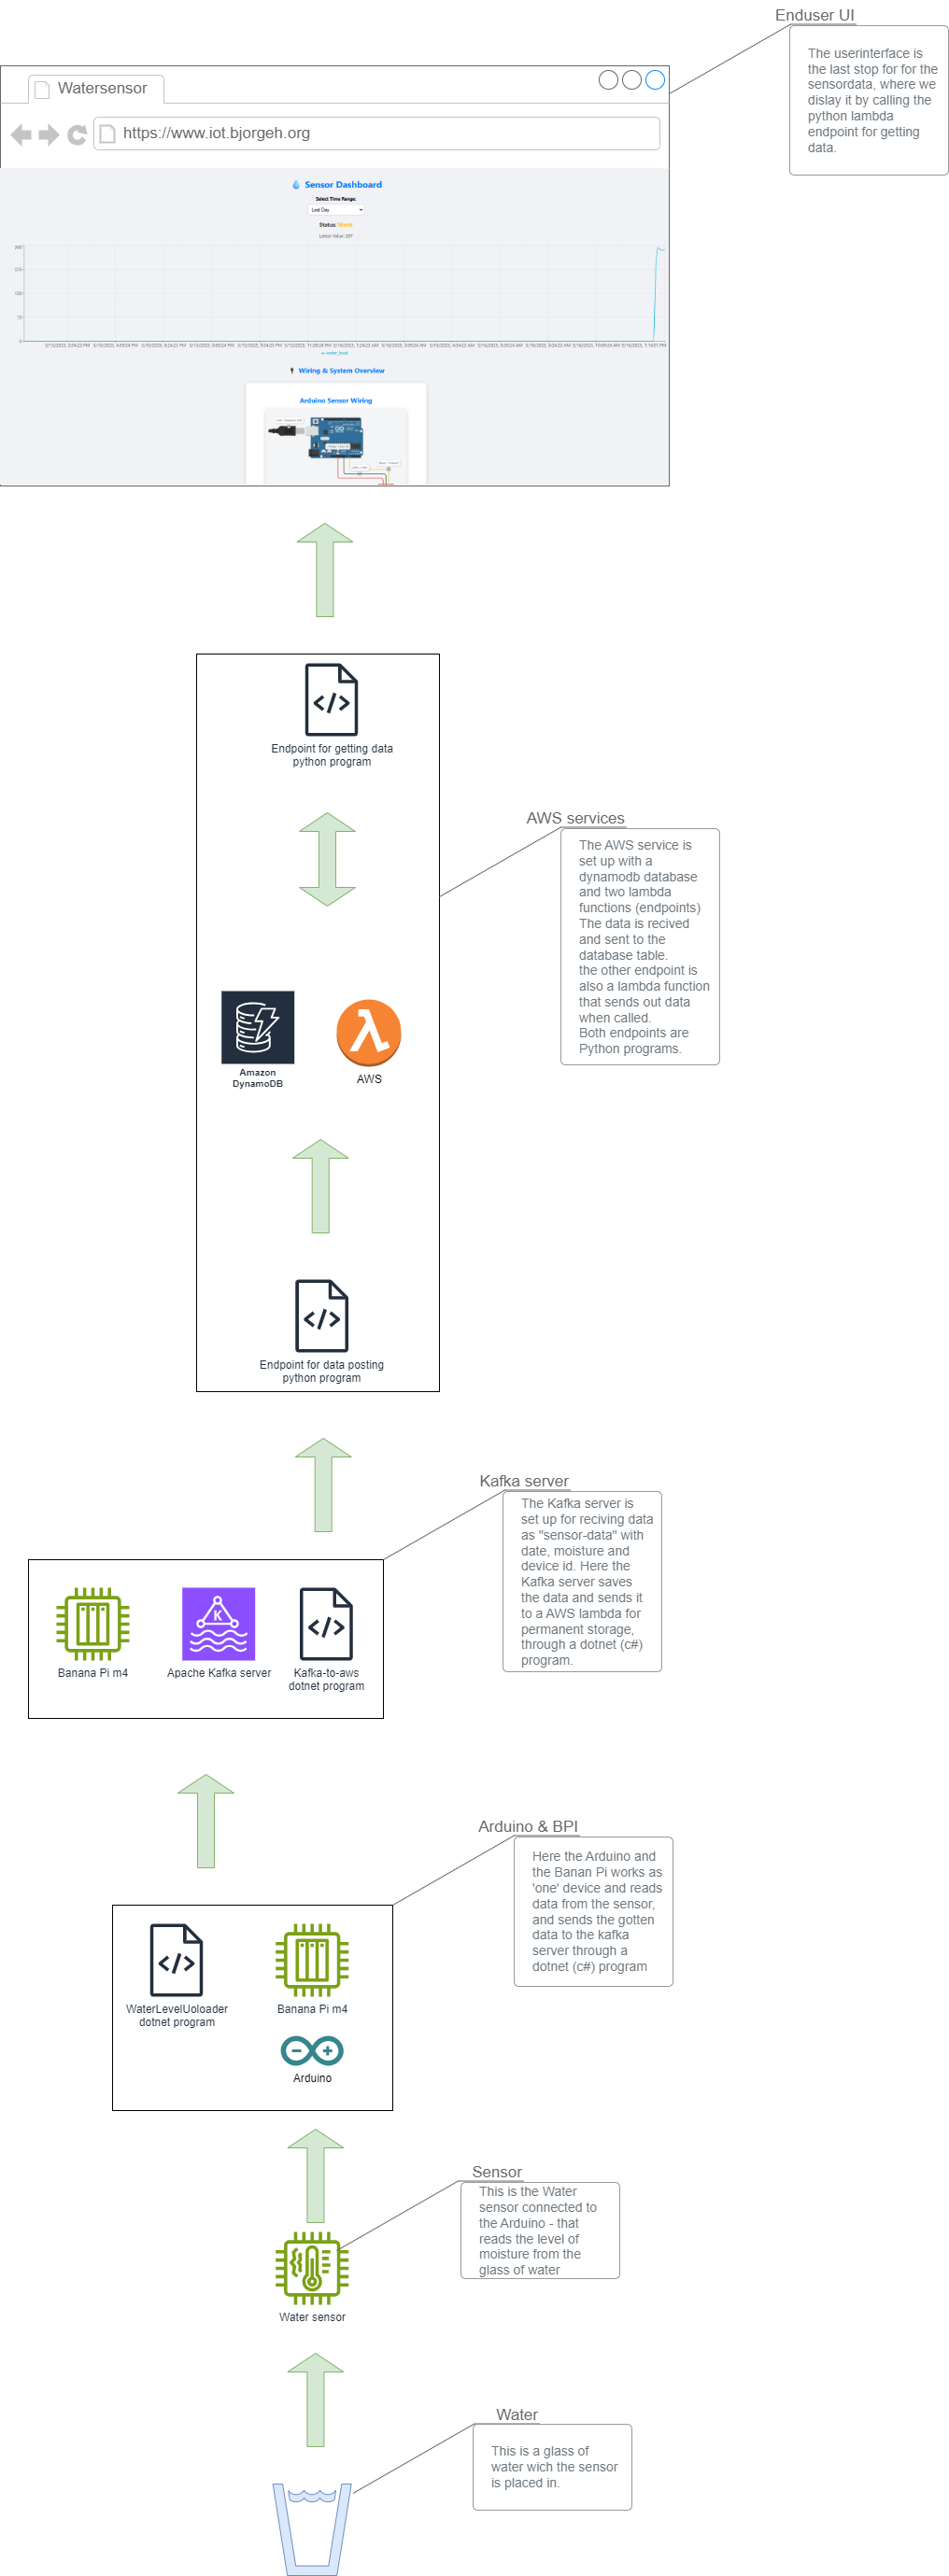 Enduser UI
The userinterface is
the last stop for for the
sensordata, where we
dislay it by calling the
python lambda
endpoint for getting
data.
Watersensor
https://www.iot.bjorgeh.org
Sensor Dashboard
Select Time Range:
Last Day
Status: Moist
Latest Value: 287
water_level
Wiring & System Overview
Arduino Sensor Wiring
Endpoint for getting data
python program
AWS services
The AWS service is
set up with a
dynamodb database
and two lambda
functions (endpoints)
The data is recived
and sent to the
database table.
the other endpoint is
also a lambda function
that sends out data
when called.
Both endpoints are
Python programs.
Amazon
DynamoDB
AWS
Endpoint for data posting
python program
Kafka server
The Kafka server is
set up for reciving data
as "sensor-data" with
date, moisture and
device id. Here the
Kafka server saves
the data and sends it
to a AWS lambda for
permanent storage,
through a dotnet (c#)
program.
K
Banana Pi m4
Apache Kafka server
Kafka-to-aws
dotnet program
Arduino & BPI
Here the Arduino and
the Banan Pi works as
'one' device and reads
data from the sensor,
and sends the gotten
data to the kafka
server through a
dotnet (c#) program
WaterLevelUoloader
dotnet program
Banana Pi m4
Arduino
Sensor
This is the Water
sensor connected to
the Arduino - that
reads the level of
moisture from the
glass of water
Water sensor
Water
This is a glass of
water wich the sensor
is placed in.